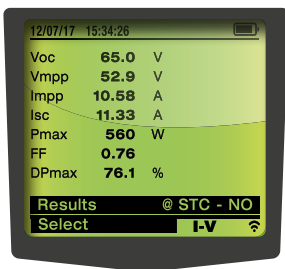 12/07/17 15:34:26
Voc 65.0 V
Vmpp 52.9 V
Impp 10.58 A
Isc 11.33 A
Pmax 560 W
FF 0.76
DPmax 76.1 %
Results @ STC - NO
Select I-V